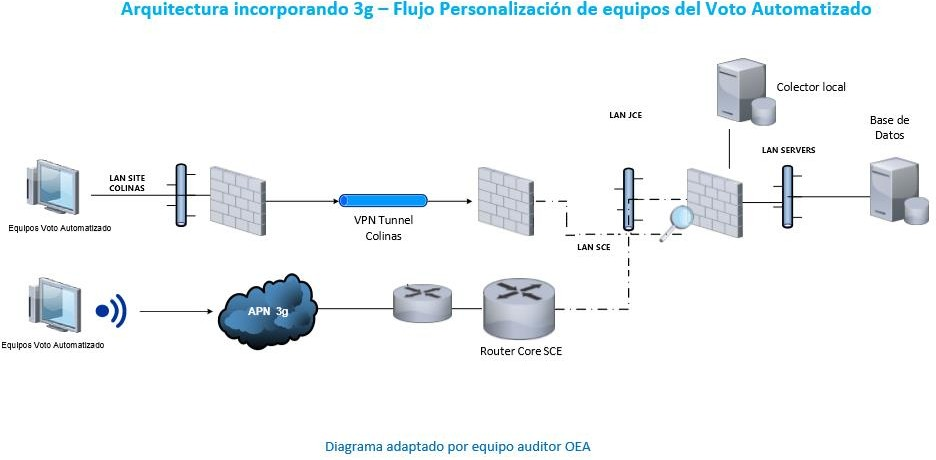 Arquitectura incorporando 3g – Flujo Personalización de equipos del Voto Automatizado
Colector local
LAN JCE
Base de
Datos
LAN SERVERS
LAN SITE
COLINAS
Equipos Voto Automatizado
VPN Tunnel
Colinas
LAN SCE
APN 3g
Equipos Voto Automatizado
Router Core SCE
Diagrama adaptado por equipo auditor OEA